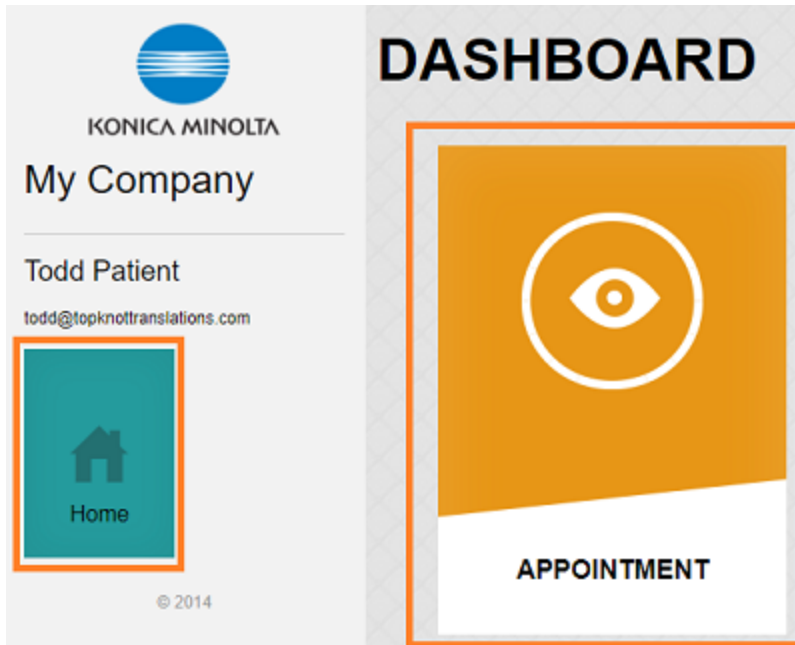 KONICA MINOLTA
My Company
Todd Patient
todd@topknottranslations.com
Home
© 2014
DASHBOARD
APPOINTMENT